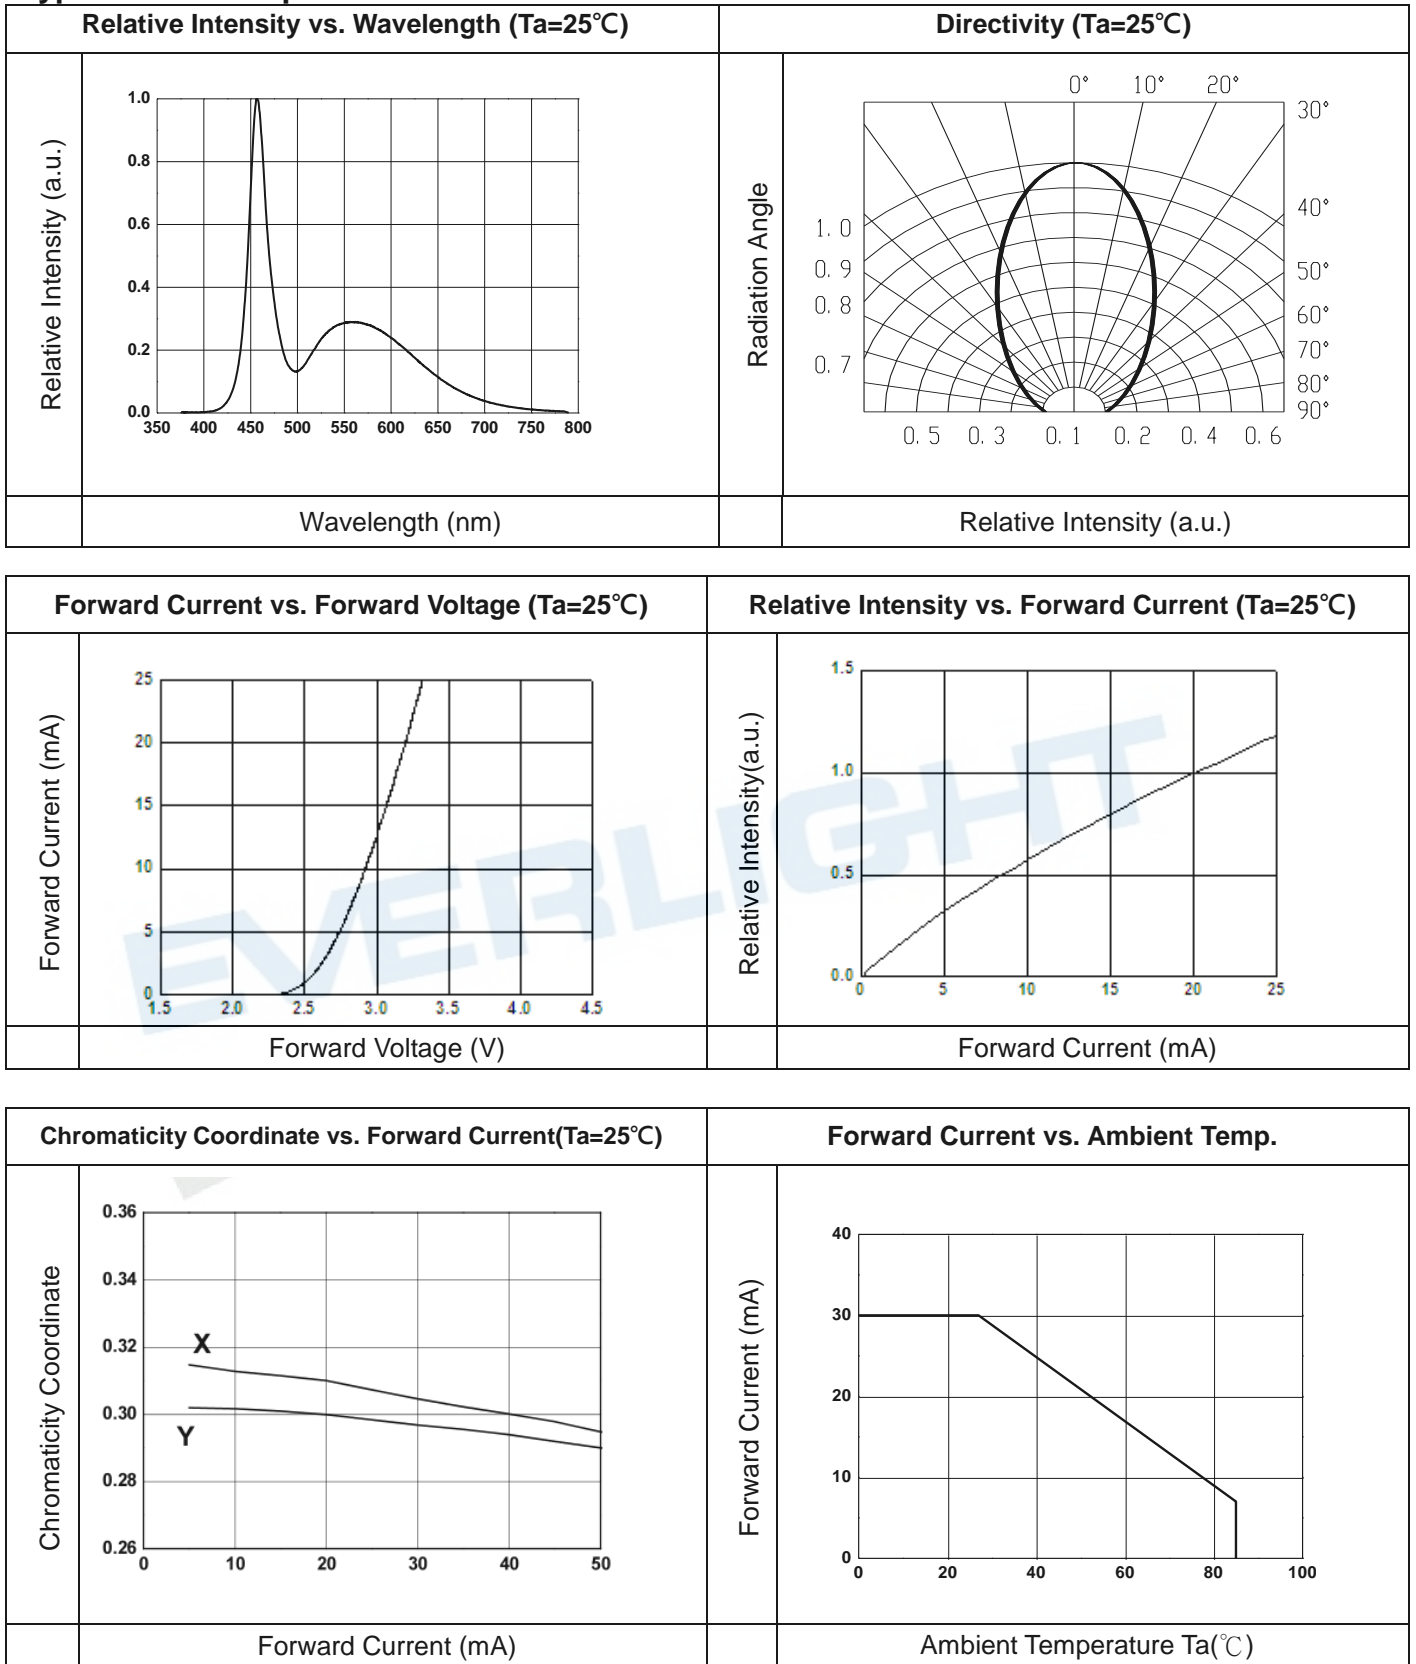 Relative Intensity vs. Wavelength (Ta=25℃)
Directivity (Ta=25℃)
Relative Intensity (a.u.)
1.0
0.8
0.6
0.4
0.2
0.0
350 400 450 500 550 600 650 700 750 800
Wavelength (nm)
Radiation Angle
0° 10° 20°
30°
40°
50°
60°
70°
80°
90°
1.0
0.9
0.8
0.7
0.5 0.3 0.1 0.2 0.4 0.6
Relative Intensity (a.u.)
Forward Current vs. Forward Voltage (Ta=25℃)
Relative Intensity vs. Forward Current (Ta=25℃)
Forward Current (mA)
25
20
15
10
5
0
1.5 2.0 2.5 3.0 3.5 4.0 4.5
Forward Voltage (V)
Relative Intensity(a.u.)
1.5
1.0
0.5
0.0
0 5 10 15 20 25
Forward Current (mA)
EVERLIGHT
Chromaticity Coordinate vs. Forward Current(Ta=25℃)
Forward Current vs. Ambient Temp.
Chromaticity Coordinate
0.36
0.34
0.32
0.30
0.28
0.26
X
Y
0 10 20 30 40 50
Forward Current (mA)
Forward Current (mA)
40
30
20
10
0
0 20 40 60 80 100
Ambient Temperature Ta(℃)